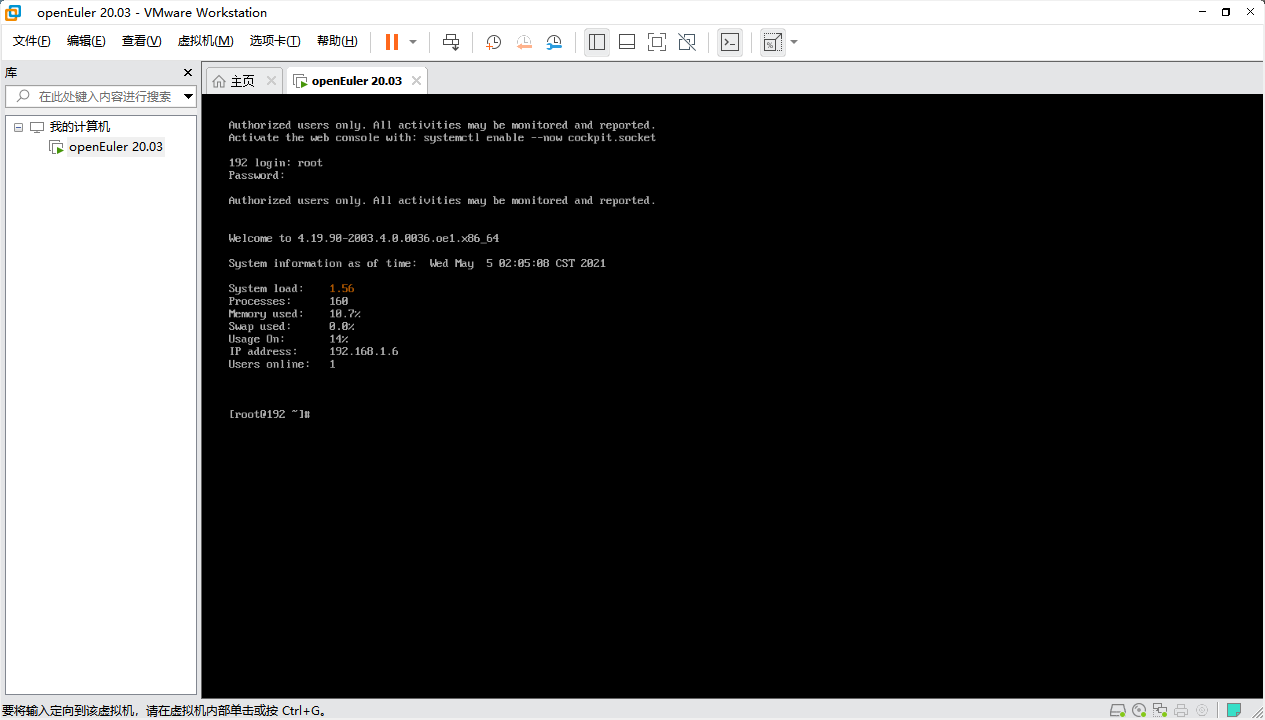 openEuler 20.03 - VMware Workstation
文件(F) 编辑(E) 查看(V) 虚拟机(M) 选项卡(T) 帮助(H)
库
在此处键入内容进行搜索
我的计算机
openEuler 20.03
主页
openEuler 20.03
Authorized users only. All activities may be monitored and reported.
Activate the web console with: systemctl enable --now cockpit.socket
192 login: root
Password:
Authorized users only. All activities may be monitored and reported.
Welcome to 4.19.90-2003.4.0.0036.oe1.x86_64
System information as of time:  Wed May  5 02:05:08 CST 2021
System load:    1.56
Processes:      160
Memory used:    10.7%
Swap used:      0.0%
Usage On:       14%
IP address:     192.168.1.6
Users online:   1
[root@192 ~]#
要将输入定向到该虚拟机，请在虚拟机内部单击或按 Ctrl+G。